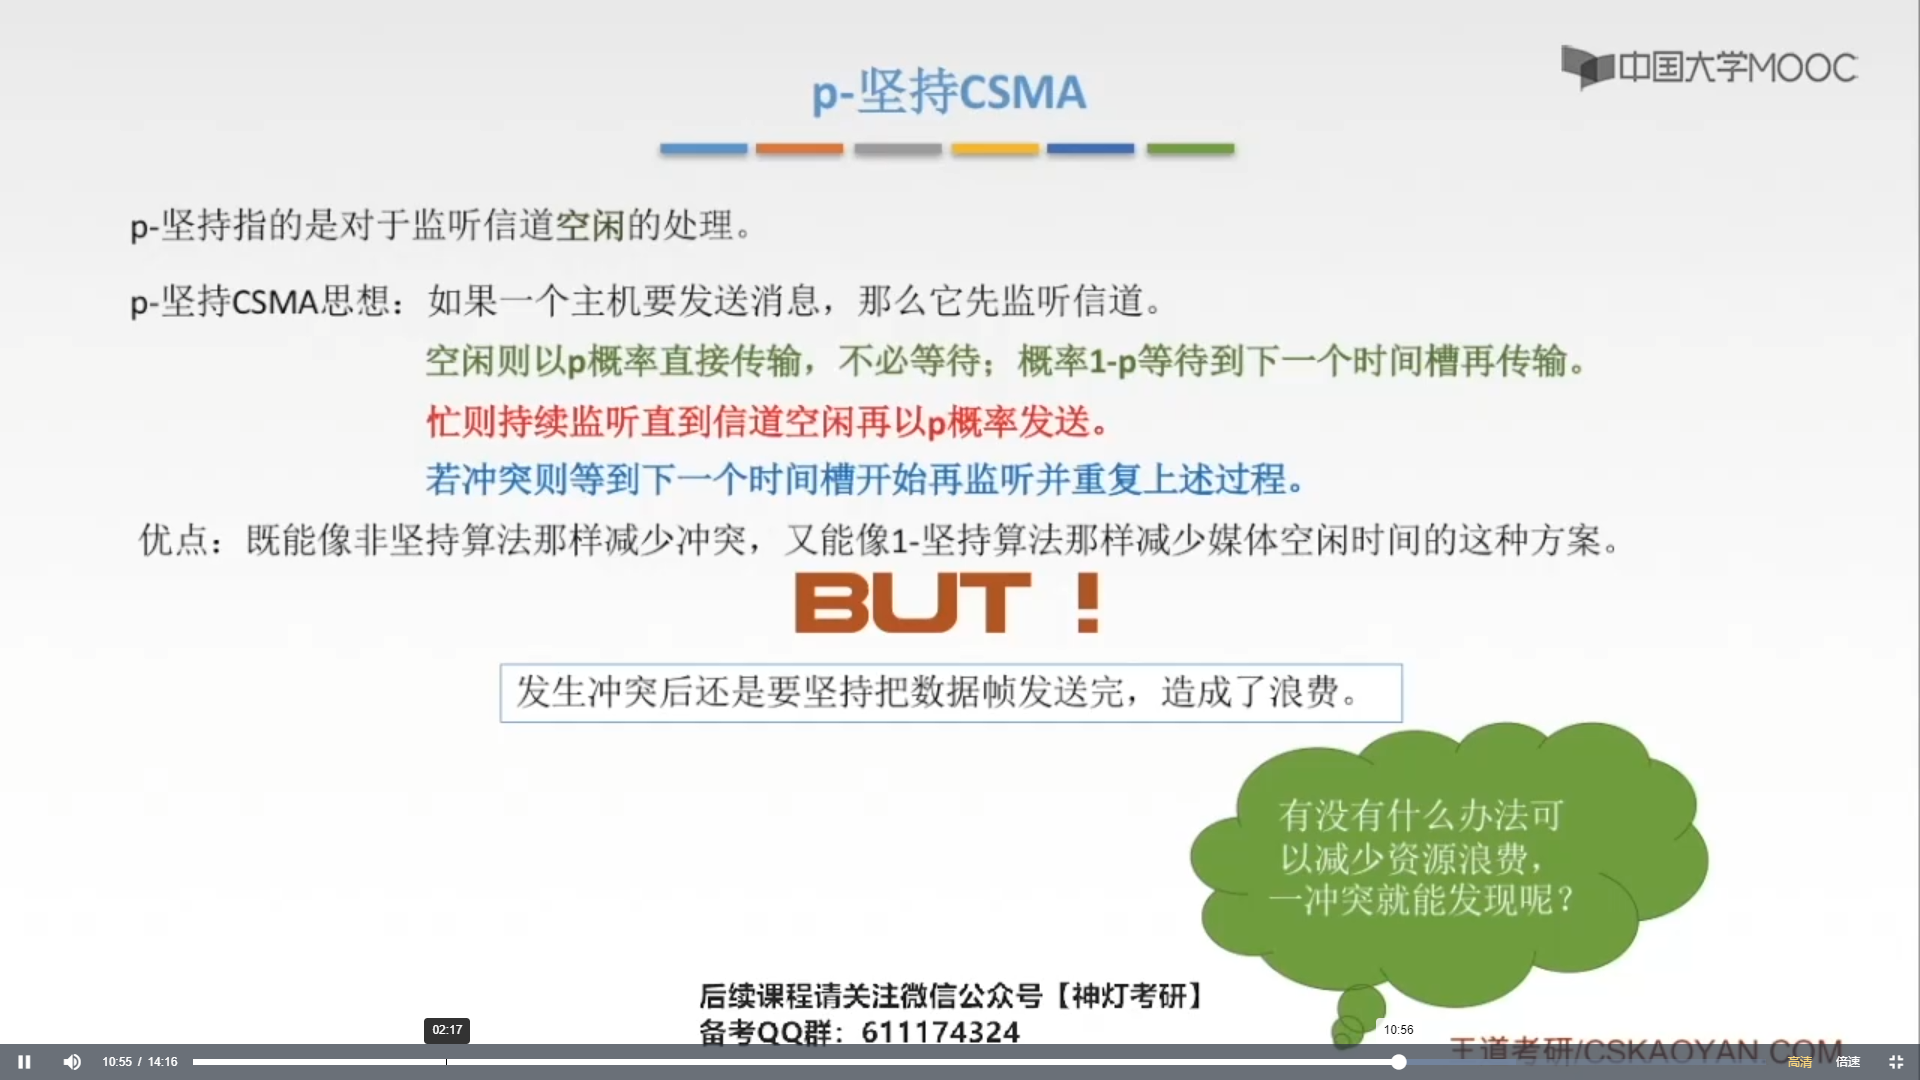 中国大学MOOC
p-坚持CSMA
p-坚持指的是对于监听信道空闲的处理。
p-坚持CSMA思想：如果一个主机要发送消息，那么它先监听信道。
空闲则以p概率直接传输，不必等待；概率1-p等待到下一个时间槽再传输。
忙则持续监听直到信道空闲再以p概率发送。
若冲突则等到下一个时间槽开始再监听并重复上述过程。
优点：既能像非坚持算法那样减少冲突，又能像1-坚持算法那样减少媒体空闲时间的这种方案。
BUT！
发生冲突后还是要坚持把数据帧发送完，造成了浪费。
有没有什么办法可
以减少资源浪费，
一冲突就能发现呢？
后续课程请关注微信公众号【神灯考研】
备考QQ群：611174324
02:17
10:56
王道考研/CSKAOYAN.COM
10:55 / 14:16
高清
倍速